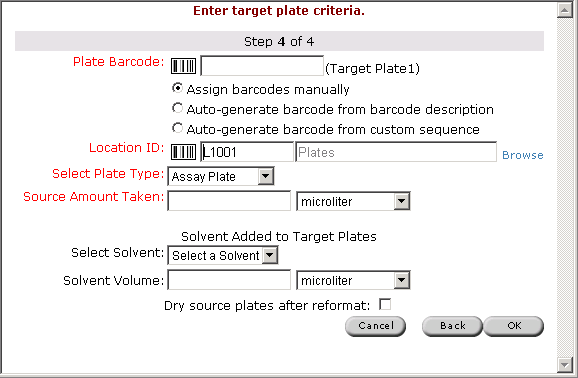 Enter target plate criteria.
Step 4 of 4
Plate Barcode: (Target Plate1)
Assign barcodes manually
Auto-generate barcode from barcode description
Auto-generate barcode from custom sequence
Location ID: L1001 Plates Browse
Select Plate Type: Assay Plate
Source Amount Taken: microliter
Solvent Added to Target Plates
Select Solvent: Select a Solvent
Solvent Volume: microliter
Dry source plates after reformat:
Cancel Back OK